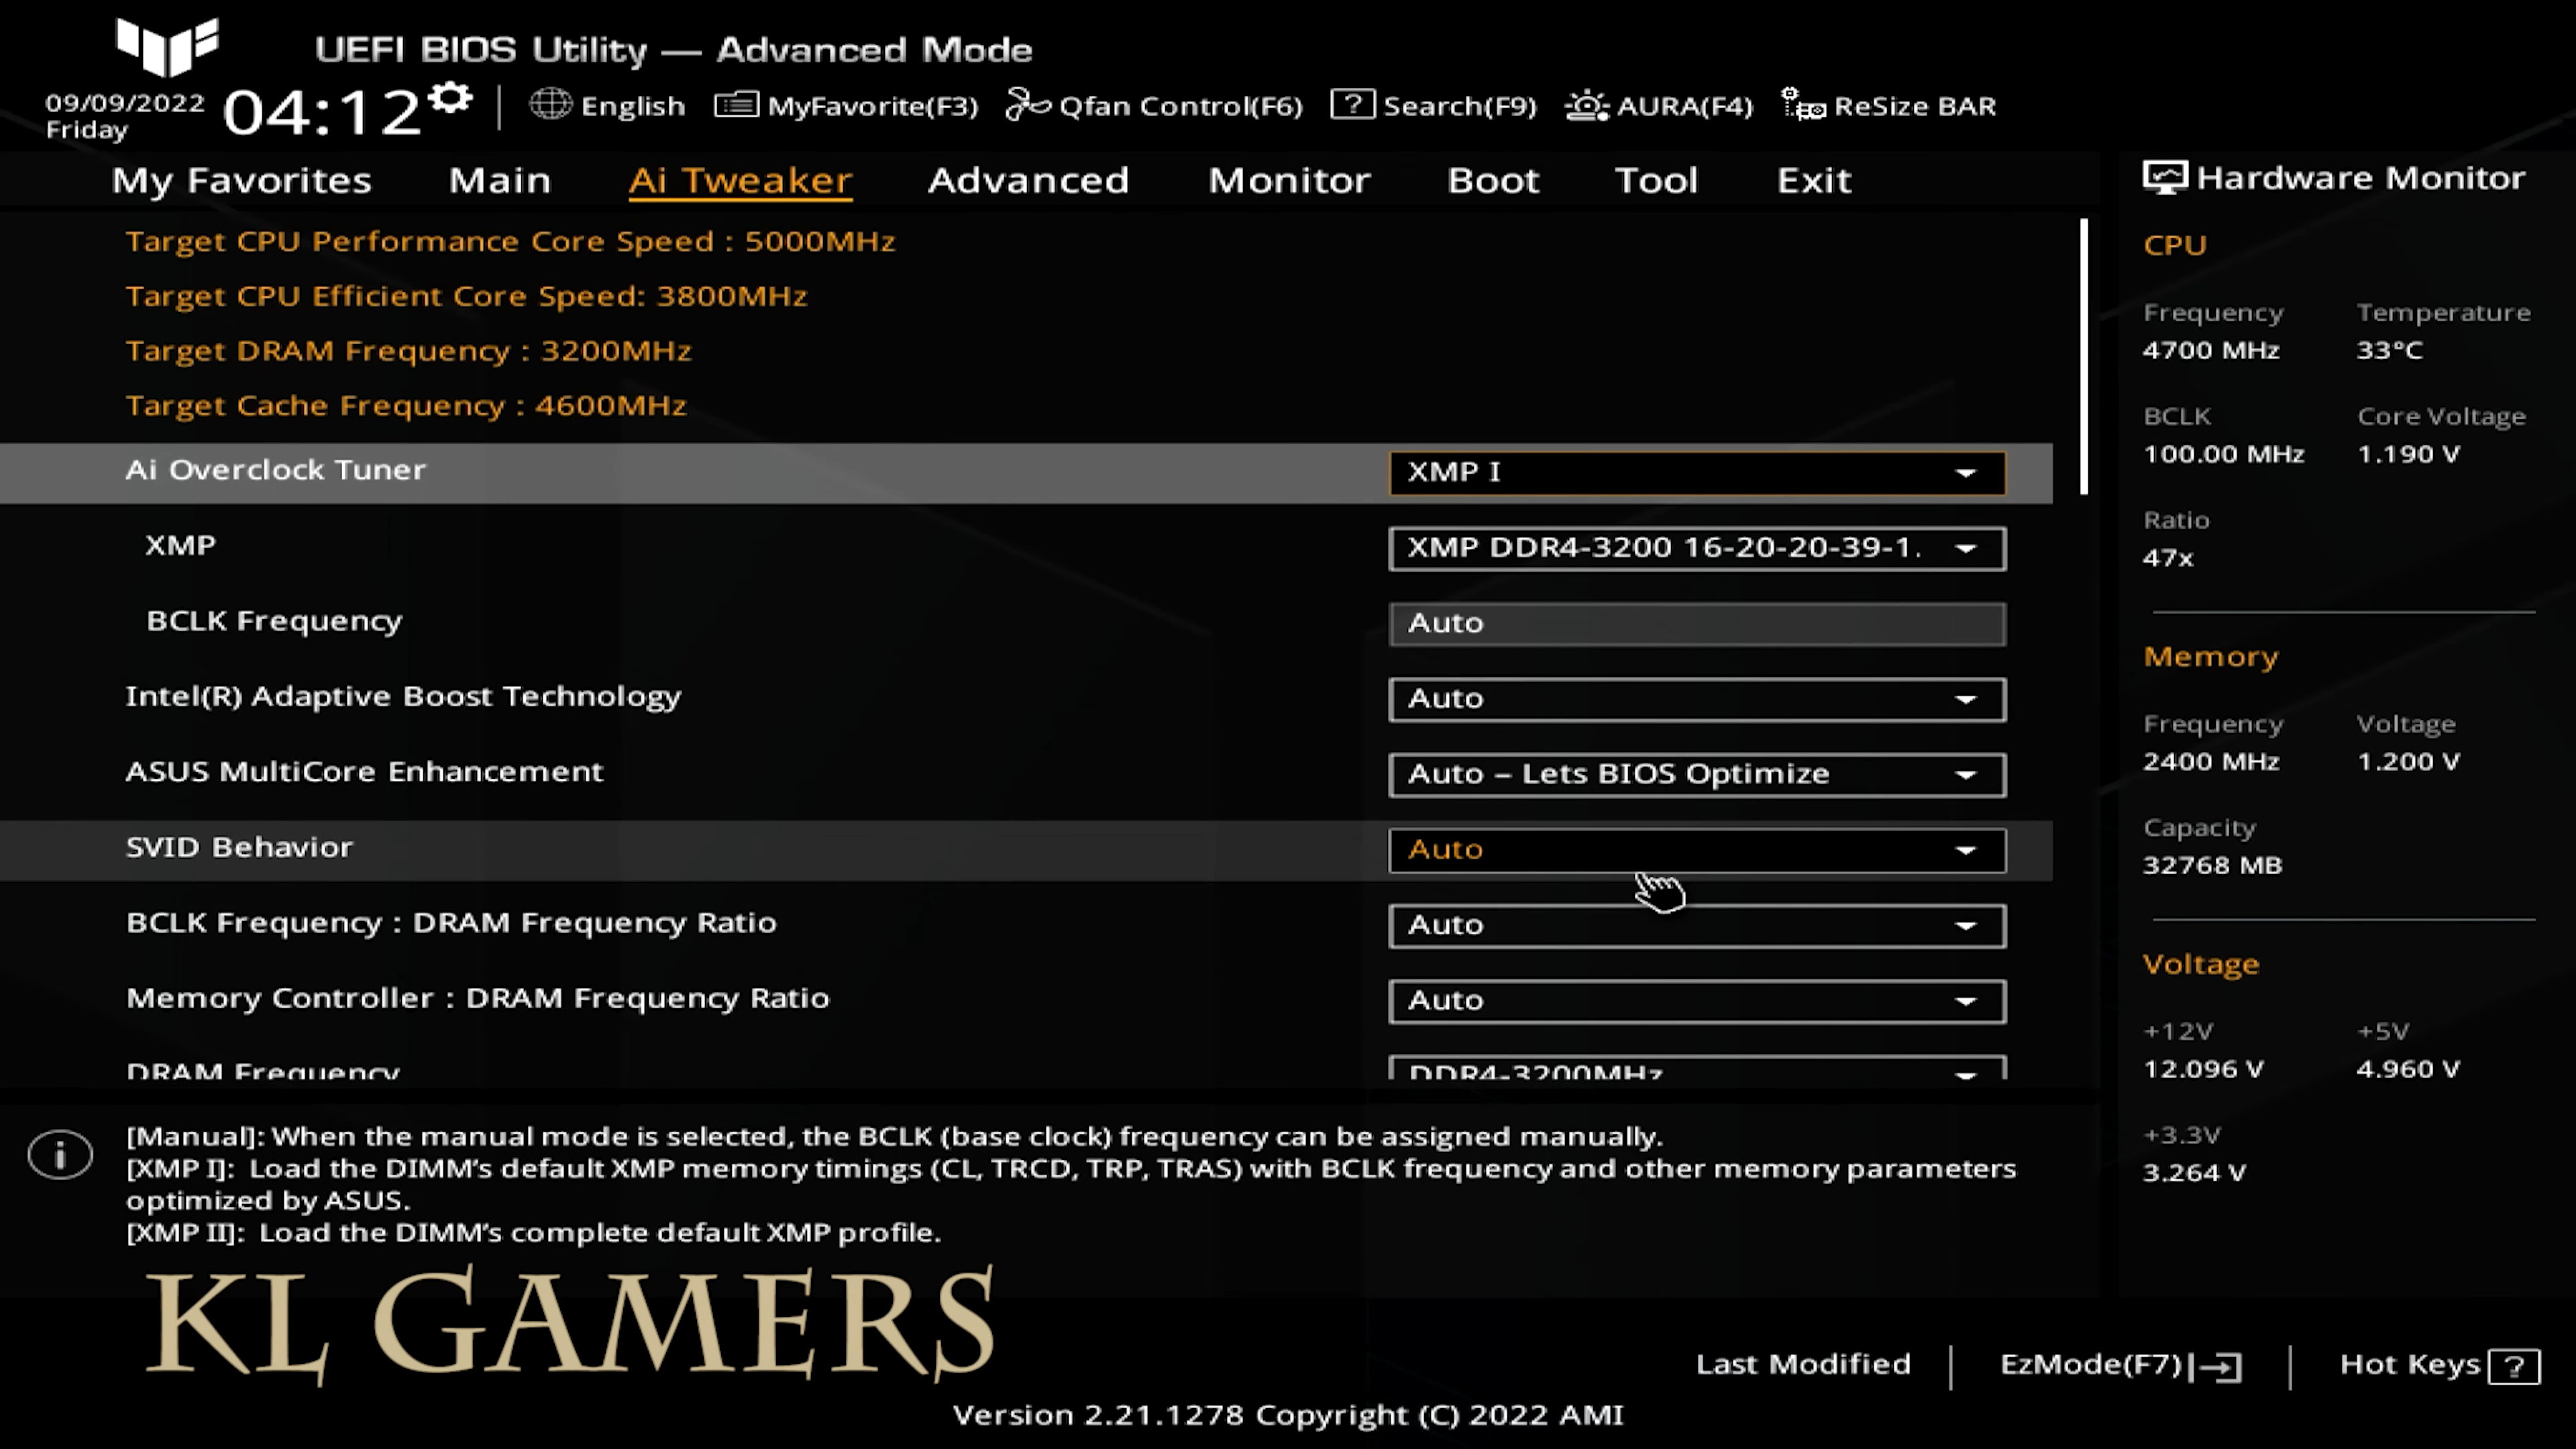 UEFI BIOS Utility — Advanced Mode
09/09/2022
Friday
04:12
English
MyFavorite(F3)
Qfan Control(F6)
? Search(F9)
AURA(F4)
ReSize BAR
My Favorites
Main
Ai Tweaker
Advanced
Monitor
Boot
Tool
Exit
Target CPU Performance Core Speed : 5000MHz
Target CPU Efficient Core Speed: 3800MHz
Target DRAM Frequency : 3200MHz
Target Cache Frequency : 4600MHz
Ai Overclock Tuner XMP I
XMP XMP DDR4-3200 16-20-20-39-1.
BCLK Frequency Auto
Intel(R) Adaptive Boost Technology Auto
ASUS MultiCore Enhancement Auto – Lets BIOS Optimize
SVID Behavior Auto
BCLK Frequency : DRAM Frequency Ratio Auto
Memory Controller : DRAM Frequency Ratio Auto
DRAM Frequency DDR4-3200MHz
[Manual]: When the manual mode is selected, the BCLK (base clock) frequency can be assigned manually.
[XMP I]: Load the DIMM's default XMP memory timings (CL, TRCD, TRP, TRAS) with BCLK frequency and other memory parameters
optimized by ASUS.
[XMP II]: Load the DIMM's complete default XMP profile.
Hardware Monitor
CPU
Frequency Temperature
4700 MHz 33°C
BCLK Core Voltage
100.00 MHz 1.190 V
Ratio
47x
Memory
Frequency Voltage
2400 MHz 1.200 V
Capacity
32768 MB
Voltage
+12V +5V
12.096 V 4.960 V
+3.3V
3.264 V
KL GAMERS
Last Modified
EzMode(F7)
Hot Keys ?
Version 2.21.1278 Copyright (C) 2022 AMI